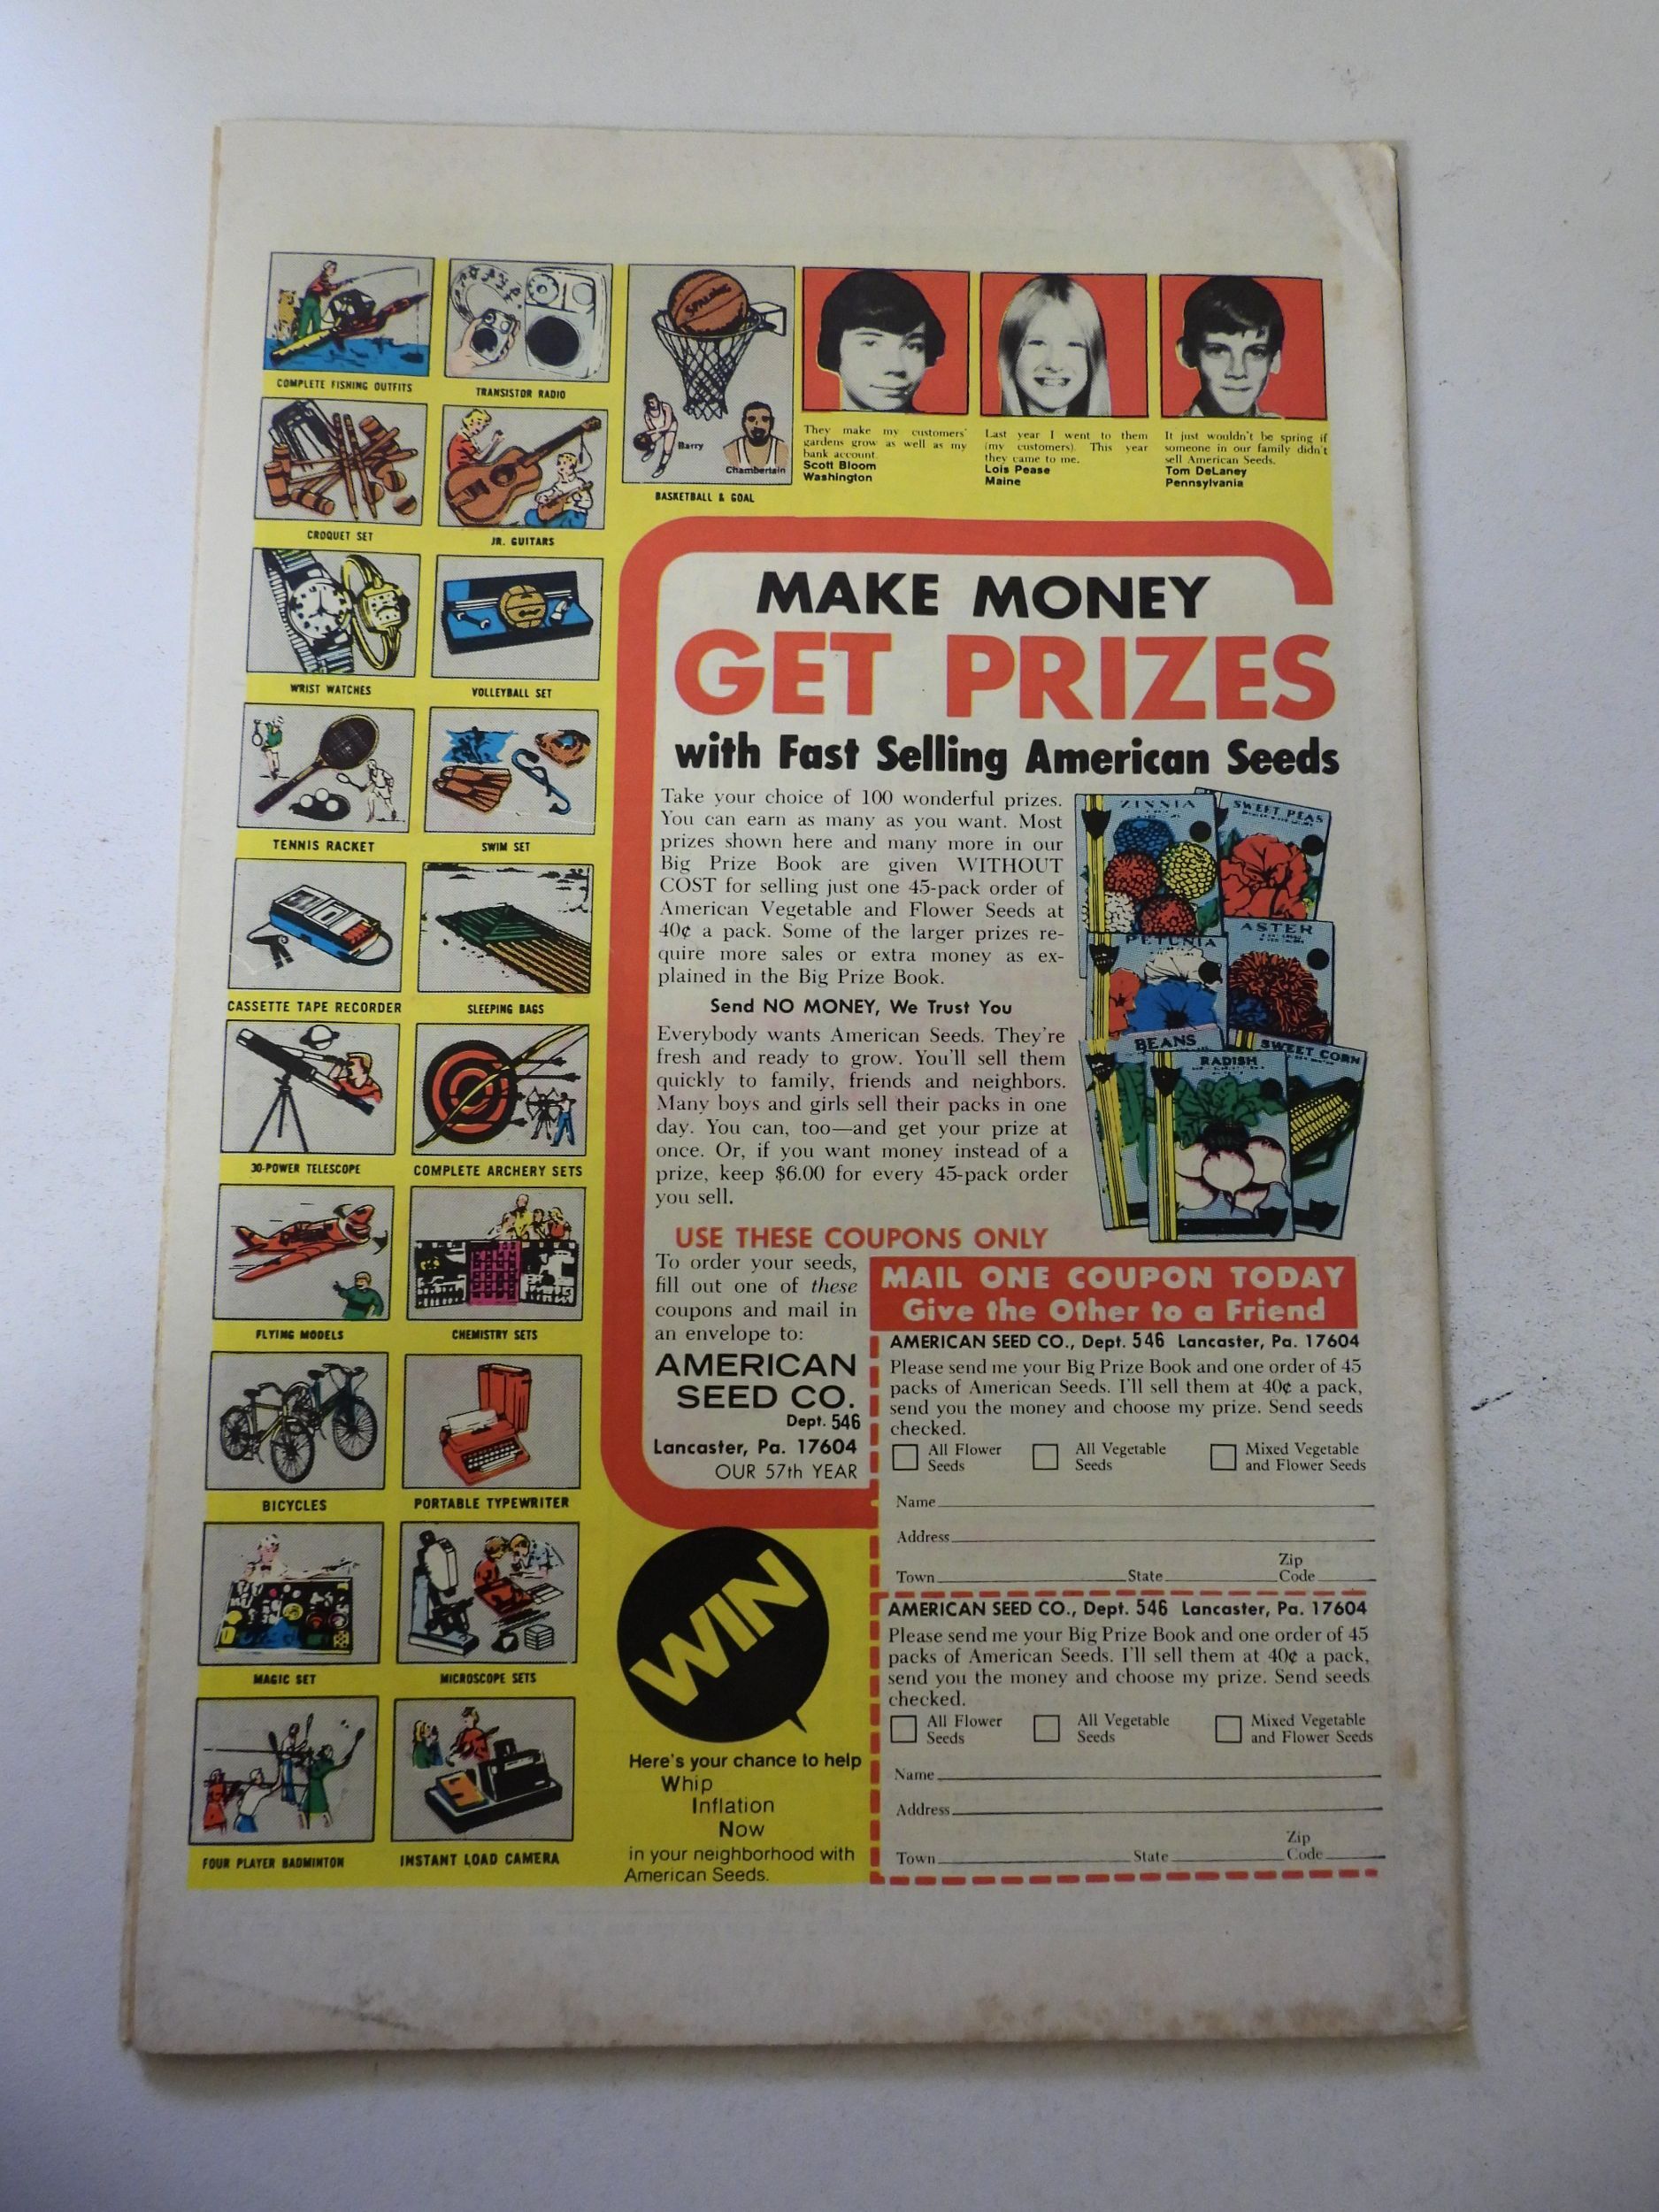 COMPLETE FISHING OUTFITS
TRANSISTOR RADIO
SPALDING
Barry
Chamberlain
BASKETBALL & GOAL
They make my customers'
gardens grow as well as my
bank account.
Scott Bloom
Washington
Last year I went to them
(my customers). This year
they came to me.
Lois Pease
Maine
It just wouldn't be spring if
someone in our family didn't
sell American Seeds.
Tom DeLaney
Pennsylvania
CROQUET SET
JR. GUITARS
WRIST WATCHES
VOLLEYBALL SET
TENNIS RACKET
SWIM SET
CASSETTE TAPE RECORDER
SLEEPING BAGS
30-POWER TELESCOPE
COMPLETE ARCHERY SETS
FLYING MODELS
CHEMISTRY SETS
BICYCLES
PORTABLE TYPEWRITER
MAGIC SET
MICROSCOPE SETS
FOUR PLAYER BADMINTON
INSTANT LOAD CAMERA
MAKE MONEY
GET PRIZES
with Fast Selling American Seeds
Take your choice of 100 wonderful prizes.
You can earn as many as you want. Most
prizes shown here and many more in our
Big Prize Book are given WITHOUT
COST for selling just one 45-pack order of
American Vegetable and Flower Seeds at
40¢ a pack. Some of the larger prizes re-
quire more sales or extra money as ex-
plained in the Big Prize Book.
Send NO MONEY, We Trust You
Everybody wants American Seeds. They're
fresh and ready to grow. You'll sell them
quickly to family, friends and neighbors.
Many boys and girls sell their packs in one
day. You can, too—and get your prize at
once. Or, if you want money instead of a
prize, keep $6.00 for every 45-pack order
you sell.
ZINNIA
SWEET PEAS
PETUNIA
ASTER
BEANS
RADISH
SWEET CORN
USE THESE COUPONS ONLY
To order your seeds,
fill out one of these
coupons and mail in
an envelope to:
AMERICAN
SEED CO.
Dept. 546
Lancaster, Pa. 17604
OUR 57th YEAR
MAIL ONE COUPON TODAY
Give the Other to a Friend
AMERICAN SEED CO., Dept. 546 Lancaster, Pa. 17604
Please send me your Big Prize Book and one order of 45
packs of American Seeds. I'll sell them at 40¢ a pack,
send you the money and choose my prize. Send seeds
checked.
All Flower
Seeds
All Vegetable
Seeds
Mixed Vegetable
and Flower Seeds
Name
Address
Town State Zip Code
AMERICAN SEED CO., Dept. 546 Lancaster, Pa. 17604
Please send me your Big Prize Book and one order of 45
packs of American Seeds. I'll sell them at 40¢ a pack,
send you the money and choose my prize. Send seeds
checked.
All Flower
Seeds
All Vegetable
Seeds
Mixed Vegetable
and Flower Seeds
Name
Address
Town State Zip Code
WIN
Here's your chance to help
Whip
Inflation
Now
in your neighborhood with
American Seeds.